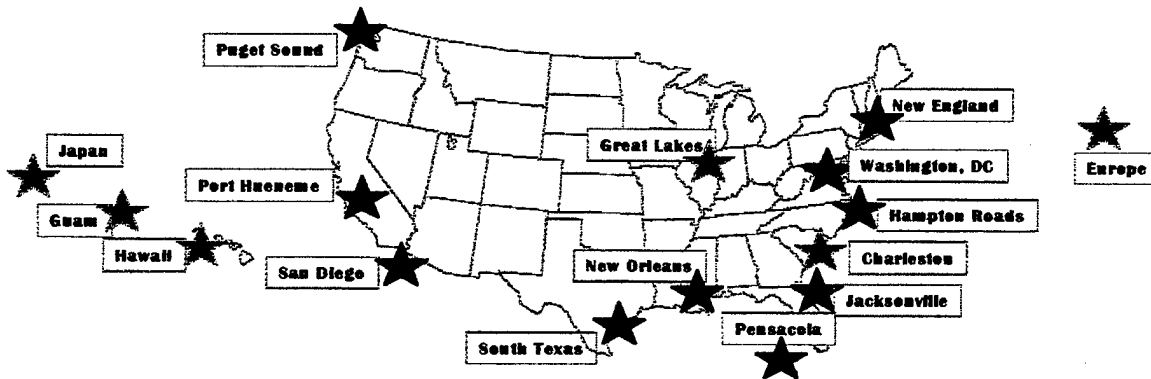 Puget Sound
New England
Great Lakes
Japan
Washington, DC
Europe
Port Hueneme
Guam
Hampton Roads
Hawaii
Charleston
San Diego
New Orleans
Jacksonville
Pensacola
South Texas